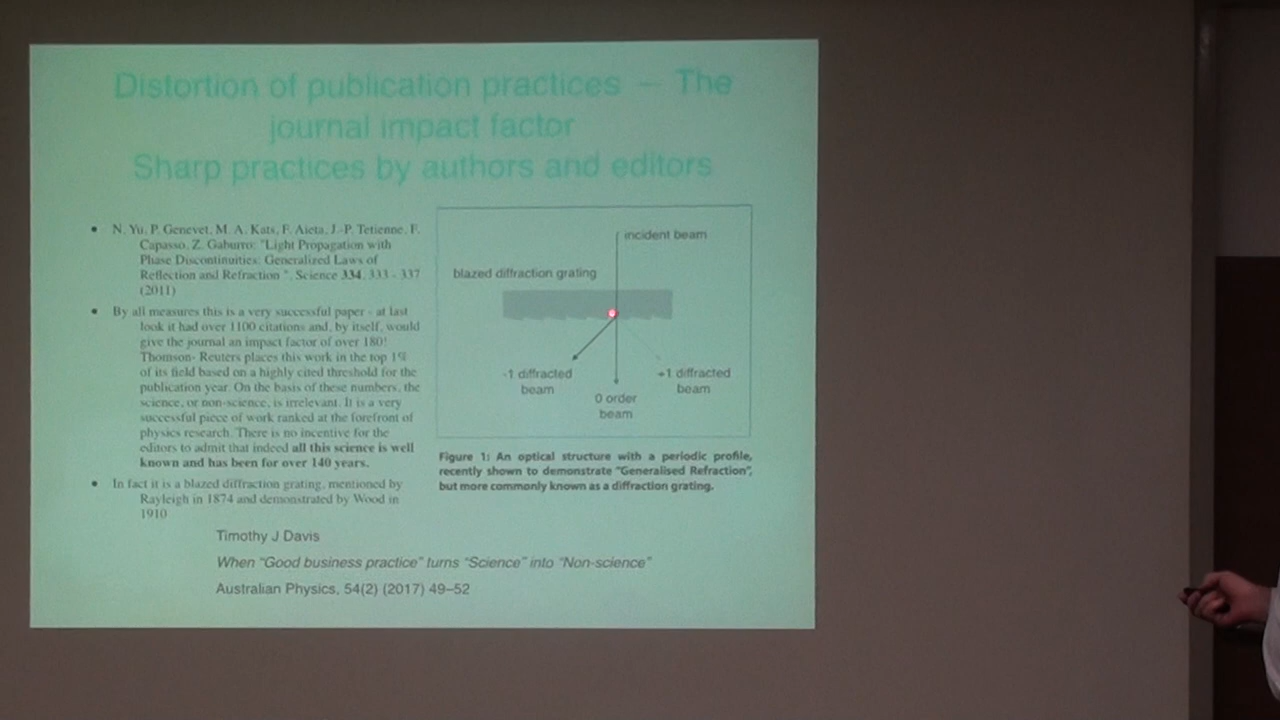 Distortion of publication practices – The
journal impact factor
Sharp practices by authors and editors
• N. Yu, P. Genevet, M. A. Kats, F. Aieta, J.-P. Tetienne, F.
Capasso, Z. Gaburro: "Light Propagation with
Phase Discontinuities: Generalized Laws of
Reflection and Refraction ", Science 334, 333 - 337
(2011)
• By all measures this is a very successful paper - at last
look it had over 1100 citations and, by itself, would
give the journal an impact factor of over 180!
Thomson- Reuters places this work in the top 1%
of its field based on a highly cited threshold for the
publication year. On the basis of these numbers, the
science, or non-science, is irrelevant. It is a very
successful piece of work ranked at the forefront of
physics research. There is no incentive for the
editors to admit that indeed all this science is well
known and has been for over 140 years.
• In fact it is a blazed diffraction grating, mentioned by
Rayleigh in 1874 and demonstrated by Wood in
1910
incident beam
blazed diffraction grating
-1 diffracted
beam
0 order
beam
+1 diffracted
beam
Figure 1: An optical structure with a periodic profile,
recently shown to demonstrate "Generalised Refraction",
but more commonly known as a diffraction grating.
Timothy J Davis
When "Good business practice" turns "Science" into "Non-science"
Australian Physics, 54(2) (2017) 49–52